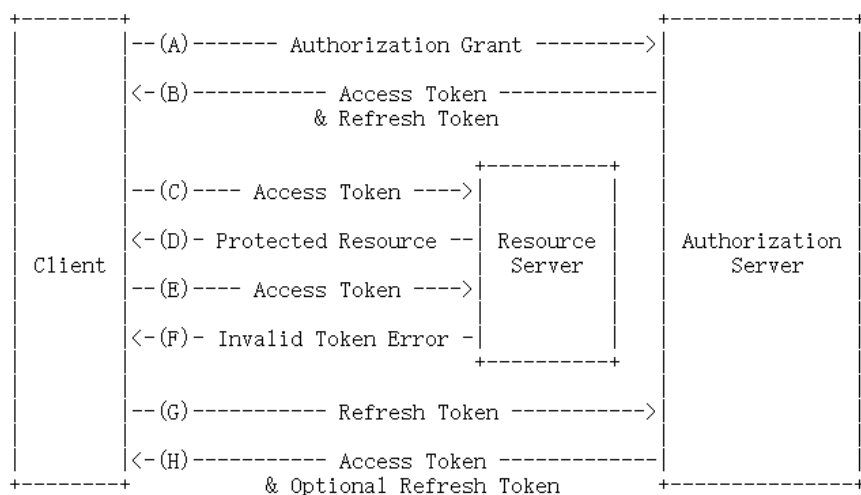 --(A)------- Authorization Grant --------->
<-(B)----------- Access Token -------------
& Refresh Token
--(C)---- Access Token ---->
<-(D)- Protected Resource --| Resource | Authorization
Client Server Server
--(E)---- Access Token ---->
<-(F)- Invalid Token Error -
--(G)----------- Refresh Token ----------->
<-(H)----------- Access Token -------------
& Optional Refresh Token